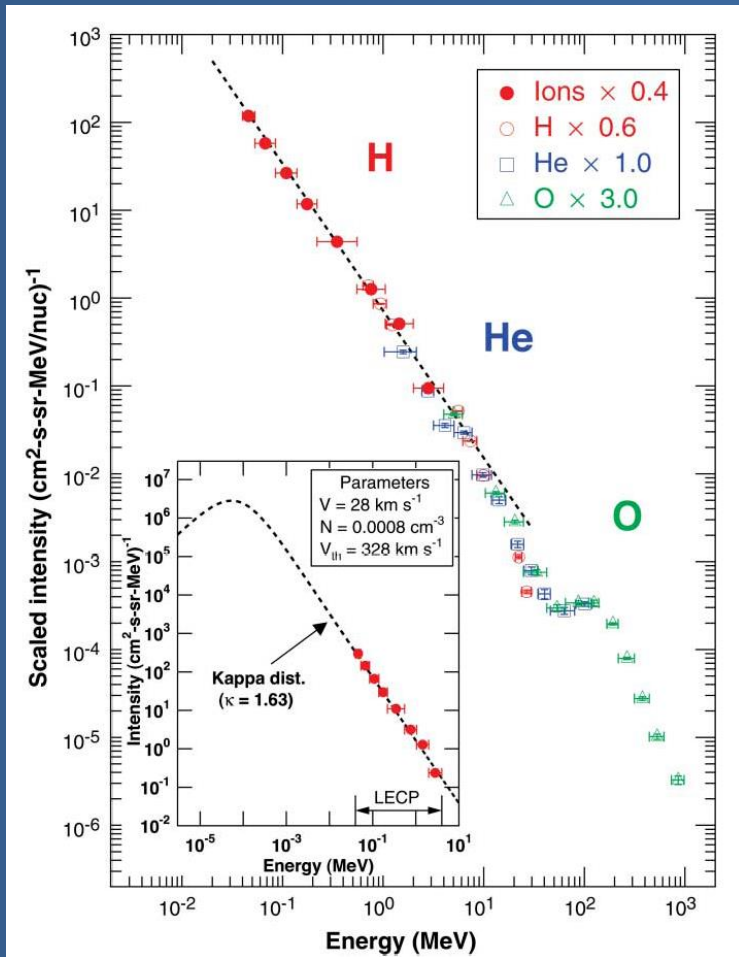 10³
10²
10¹
10⁰
10⁻¹
10⁻²
10⁻³
10⁻⁴
10⁻⁵
10⁻⁶
Scaled intensity (cm²-s-sr-MeV/nuc)⁻¹
Ions × 0.4
H × 0.6
He × 1.0
O × 3.0
H
He
O
10⁷
10⁶
10⁵
10⁴
10³
10²
10¹
10⁰
10⁻¹
10⁻²
Intensity (cm²-s-sr-MeV)⁻¹
Parameters
V = 28 km s⁻¹
N = 0.0008 cm⁻³
V_th = 328 km s⁻¹
Kappa dist.
(κ = 1.63)
LECP
10⁻⁵ 10⁻³ 10⁻¹ 10¹
Energy (MeV)
10⁻² 10⁻¹ 10⁰ 10¹ 10² 10³
Energy (MeV)